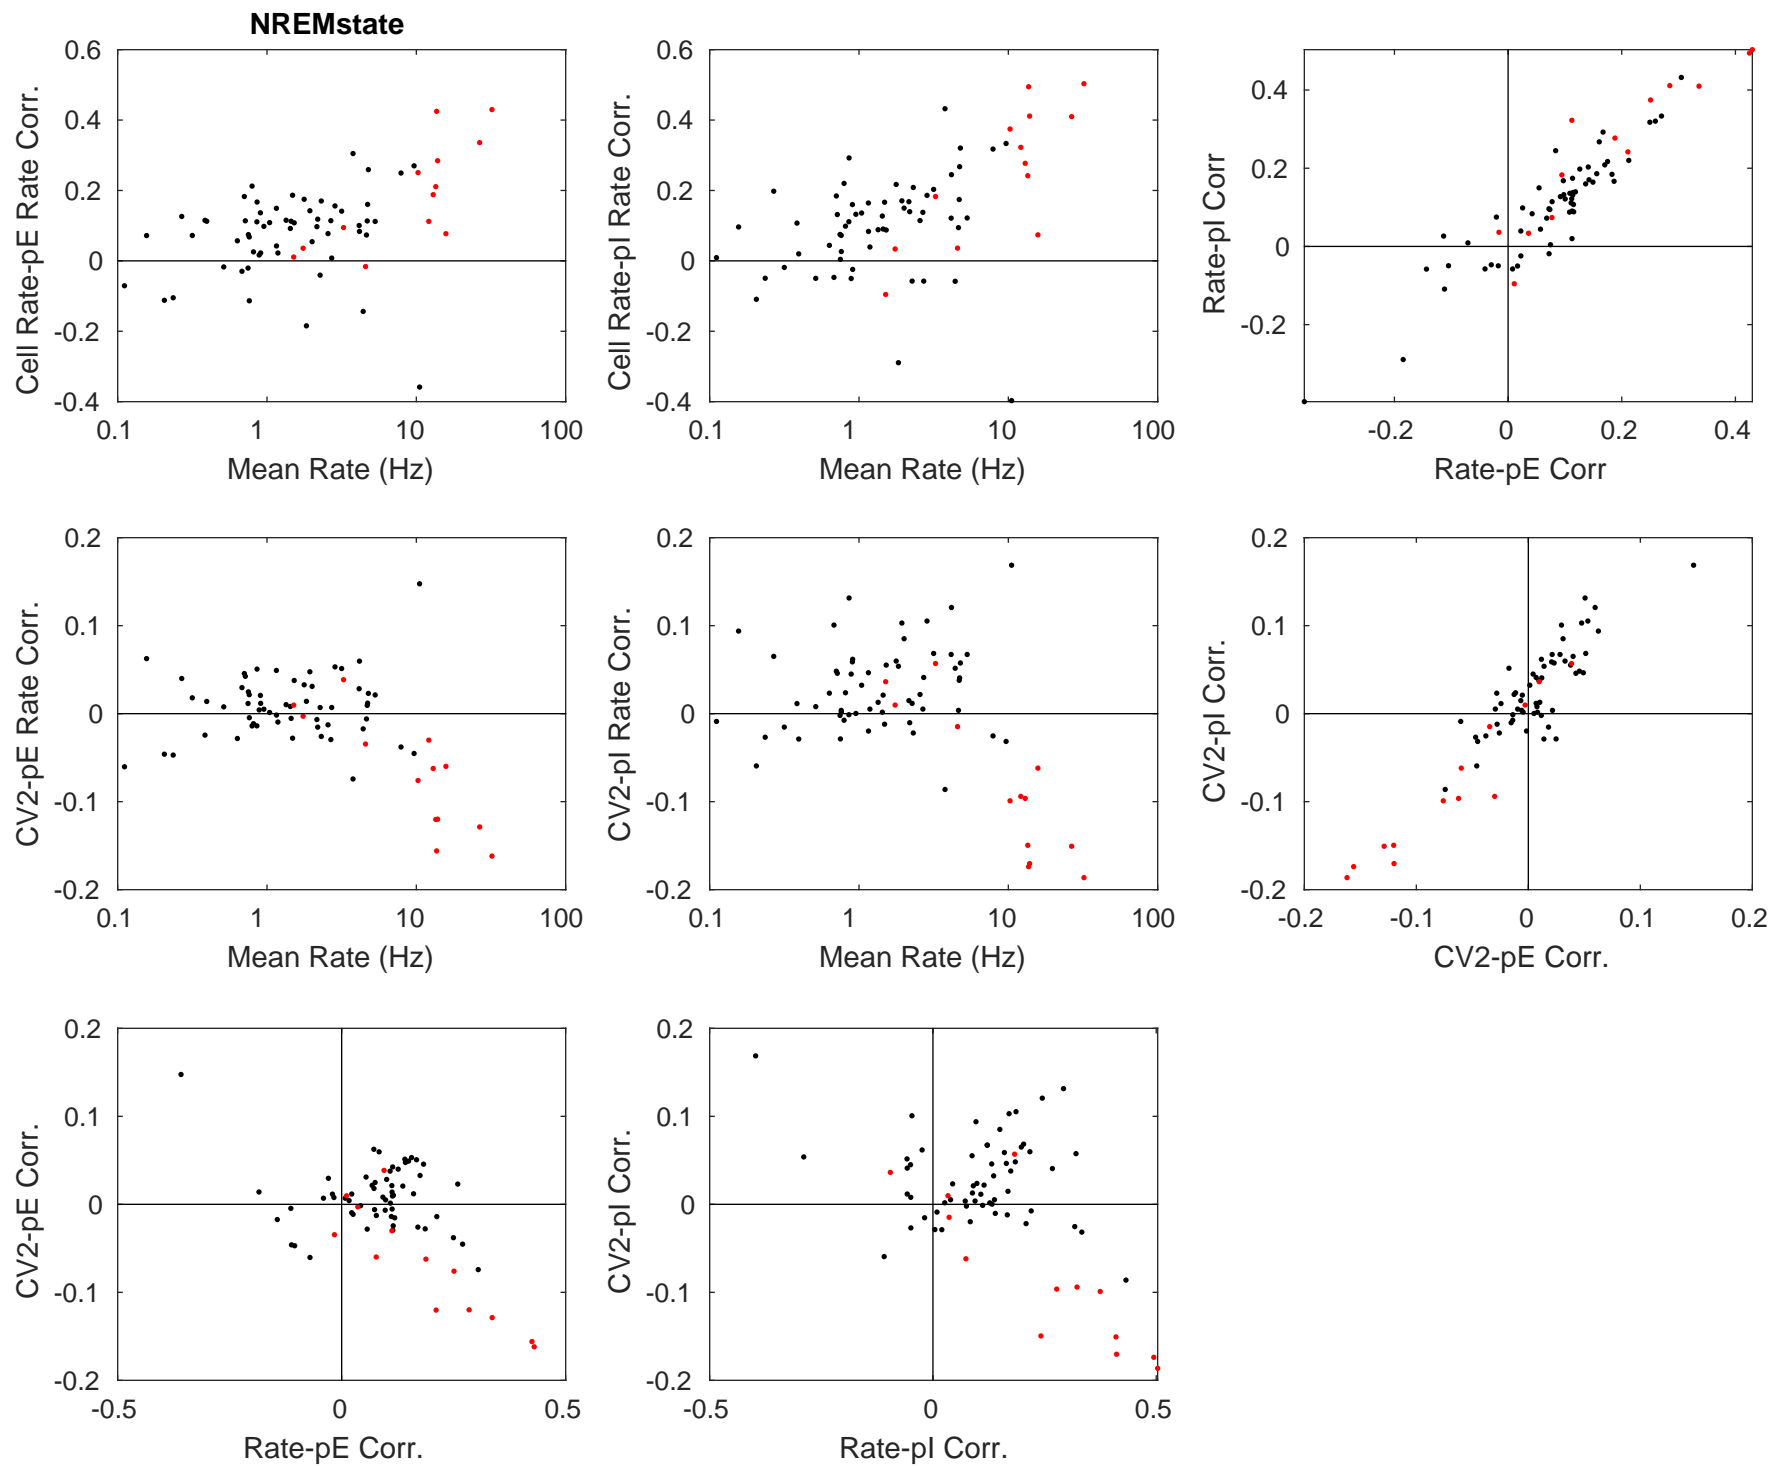 NREMstate
Cell Rate-pE Rate Corr.
0.6
0.4
0.2
0
-0.2
-0.4
0.1 1 10 100
Mean Rate (Hz)
Cell Rate-pI Rate Corr.
0.6
0.4
0.2
0
-0.2
-0.4
0.1 1 10 100
Mean Rate (Hz)
Rate-pI Corr
0.4
0.2
0
-0.2
-0.2 0 0.2 0.4
Rate-pE Corr
CV2-pE Rate Corr.
0.2
0.1
0
-0.1
-0.2
0.1 1 10 100
Mean Rate (Hz)
CV2-pI Rate Corr.
0.2
0.1
0
-0.1
-0.2
0.1 1 10 100
Mean Rate (Hz)
CV2-pI Corr.
0.2
0.1
0
-0.1
-0.2
-0.2 -0.1 0 0.1 0.2
CV2-pE Corr.
CV2-pE Corr.
0.2
0.1
0
-0.1
-0.2
-0.5 0 0.5
Rate-pE Corr.
CV2-pI Corr.
0.2
0.1
0
-0.1
-0.2
-0.5 0 0.5
Rate-pI Corr.